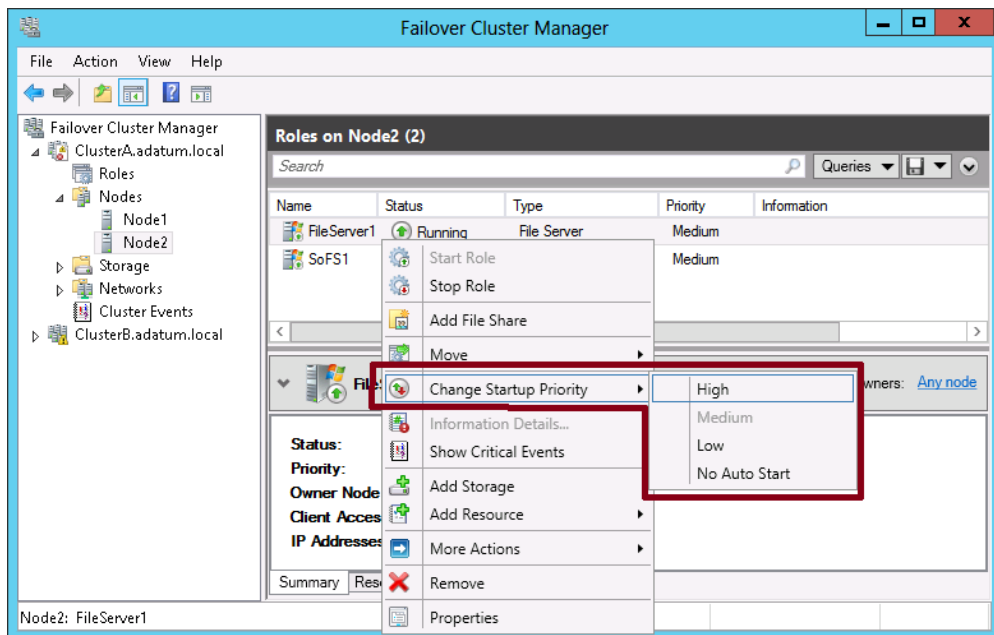 Failover Cluster Manager
File Action View Help
Failover Cluster Manager
ClusterA.adatum.local
Roles
Nodes
Node1
Node2
Storage
Networks
Cluster Events
ClusterB.adatum.local
Roles on Node2 (2)
Search
Queries
Name Status Type Priority Information
FileServer1 Running File Server Medium
SoFS1 Medium
Start Role
Stop Role
Add File Share
Move
Change Startup Priority
Information Details...
Show Critical Events
Add Storage
Add Resource
More Actions
Remove
Properties
High
Medium
Low
No Auto Start
Any node
Status:
Priority:
Owner Node
Client Acces
IP Addresses
Summary
Node2: FileServer1